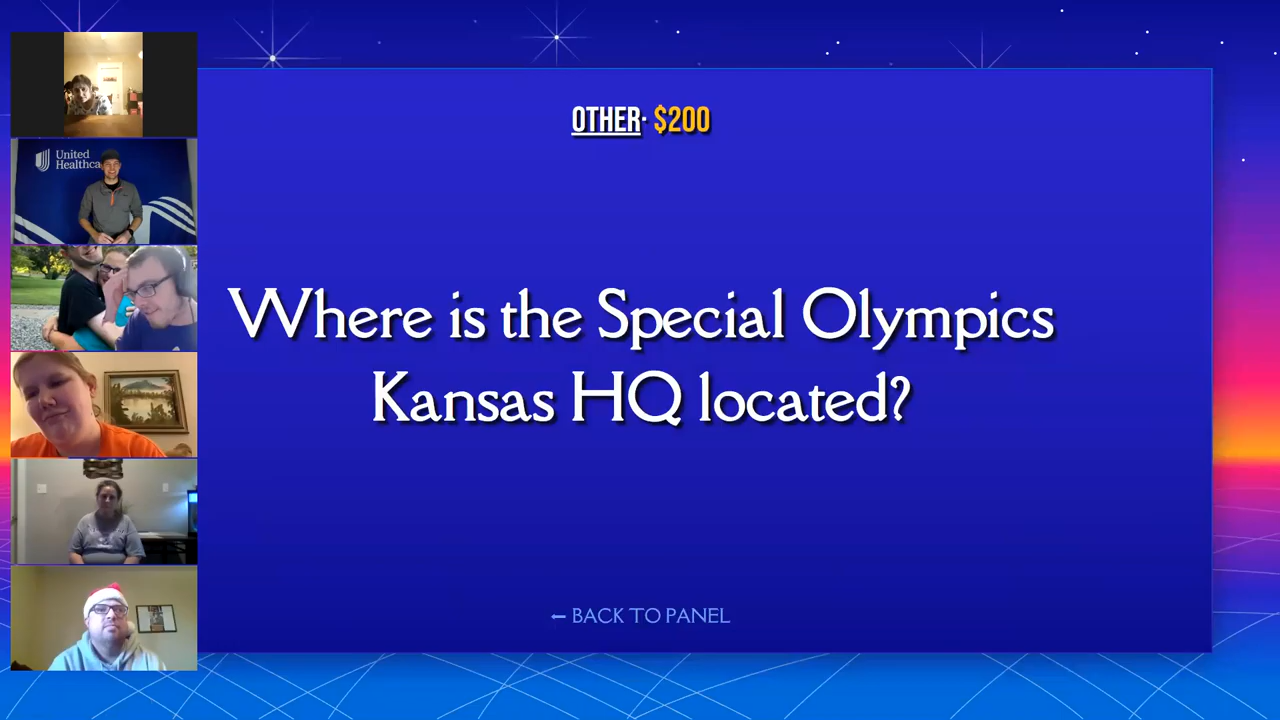 OTHER· $200
United
Healthca
Where is the Special Olympics
Kansas HQ located?
← BACK TO PANEL